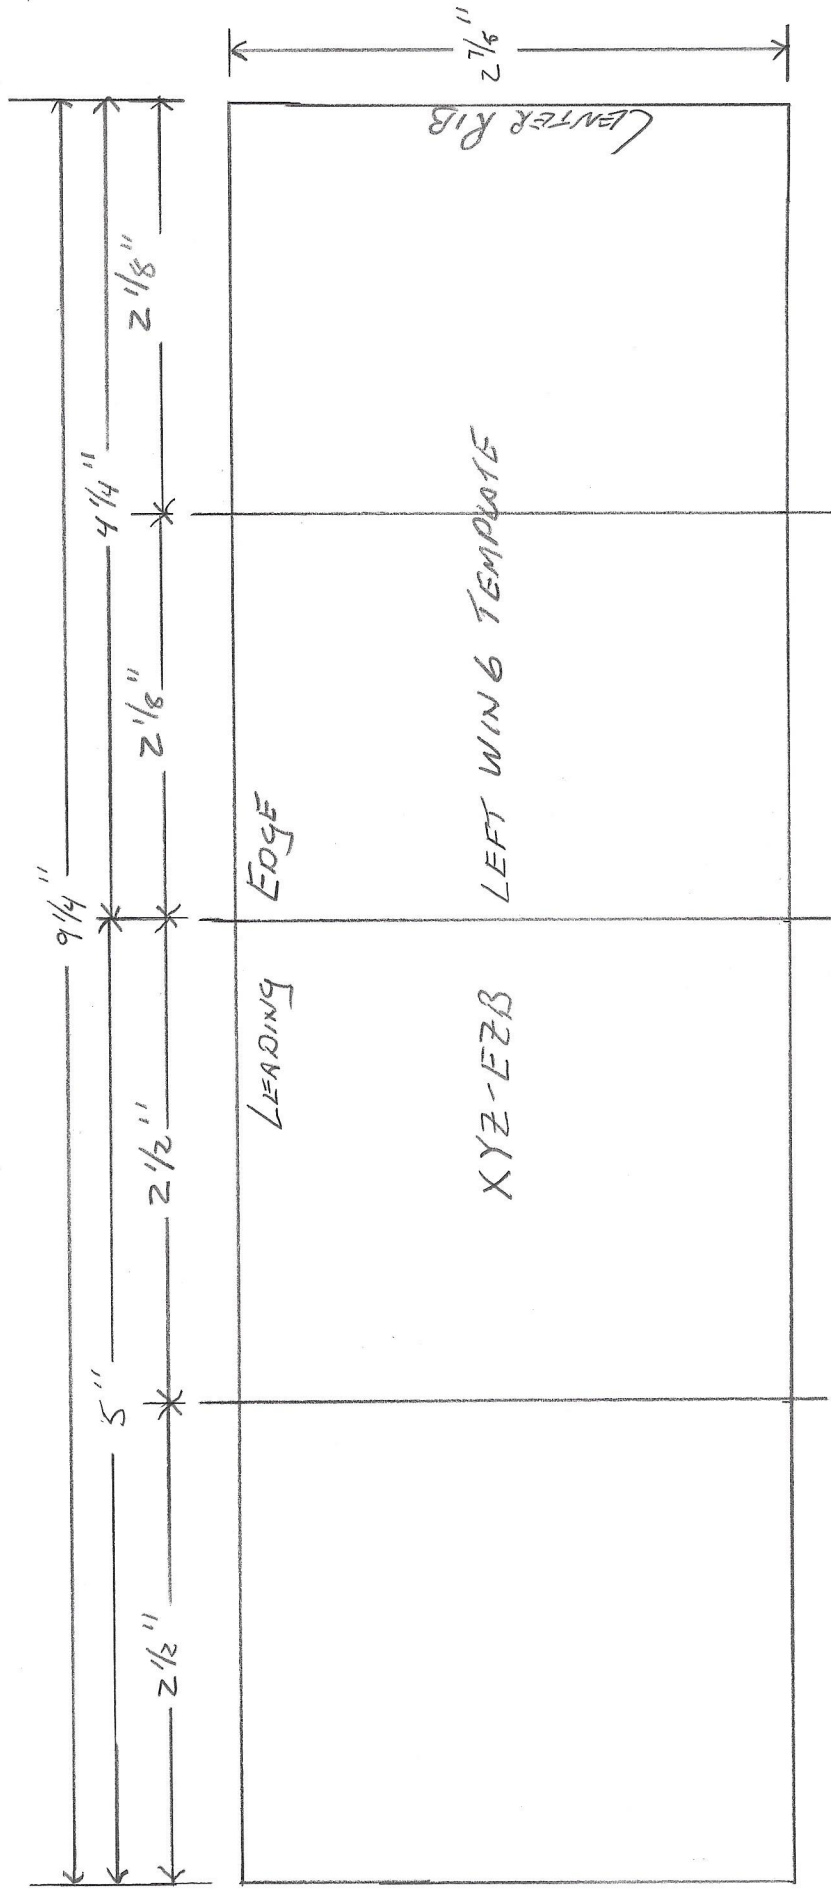 9 1/4"
5"
4 1/4"
2 1/2"
2 1/2"
2 1/8"
2 1/8"
LEADING EDGE
XYZ-EZB LEFT WING TEMPLATE
CENTER RIB
2 7/8"